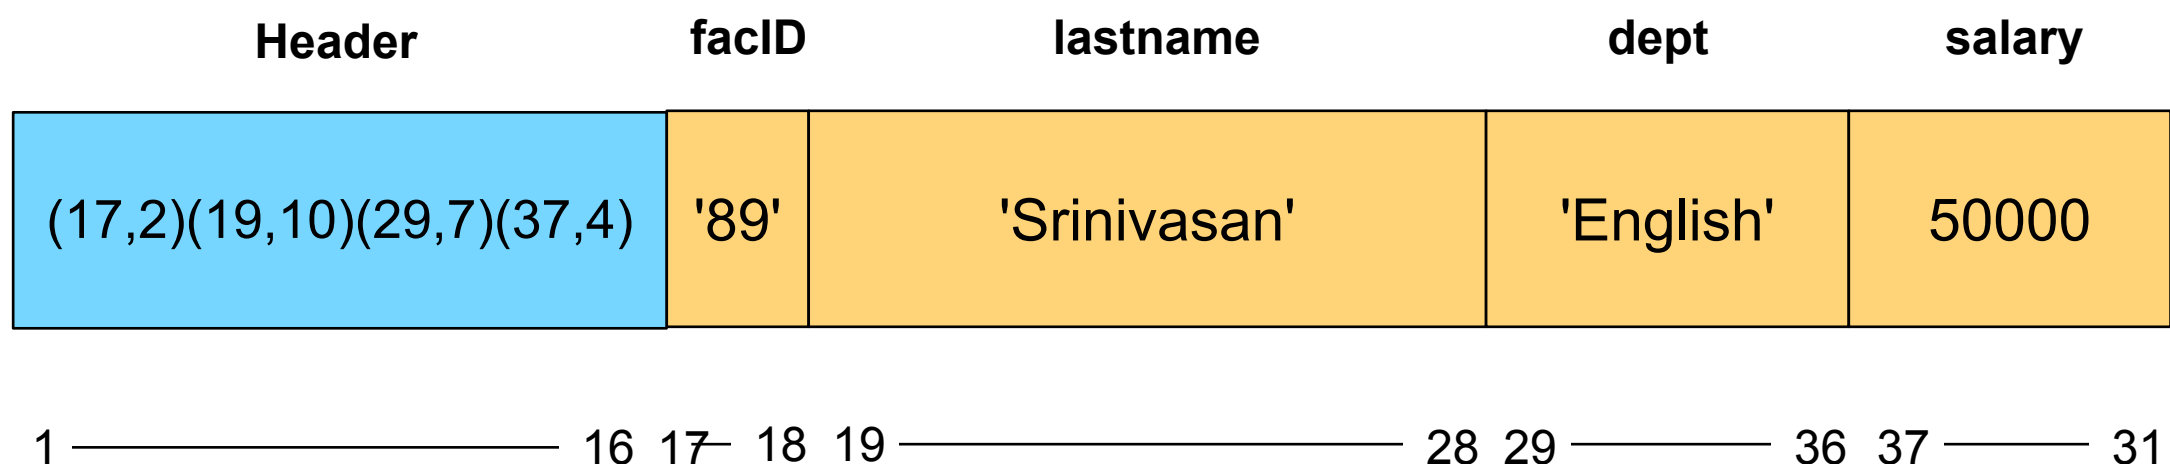 Header facID lastname dept salary
(17,2)(19,10)(29,7)(37,4) '89' 'Srinivasan' 'English' 50000
1 16 17 18 19 28 29 36 37 31